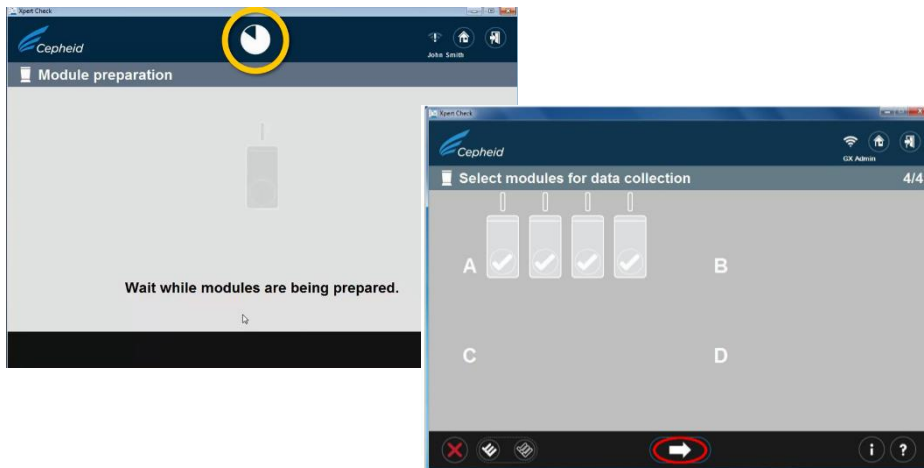 Xpert Check
Cepheid
John Smith
Module preparation
Wait while modules are being prepared.
Xpert Check
Cepheid
GX Admin
Select modules for data collection 4/4
A B
C D
i ?